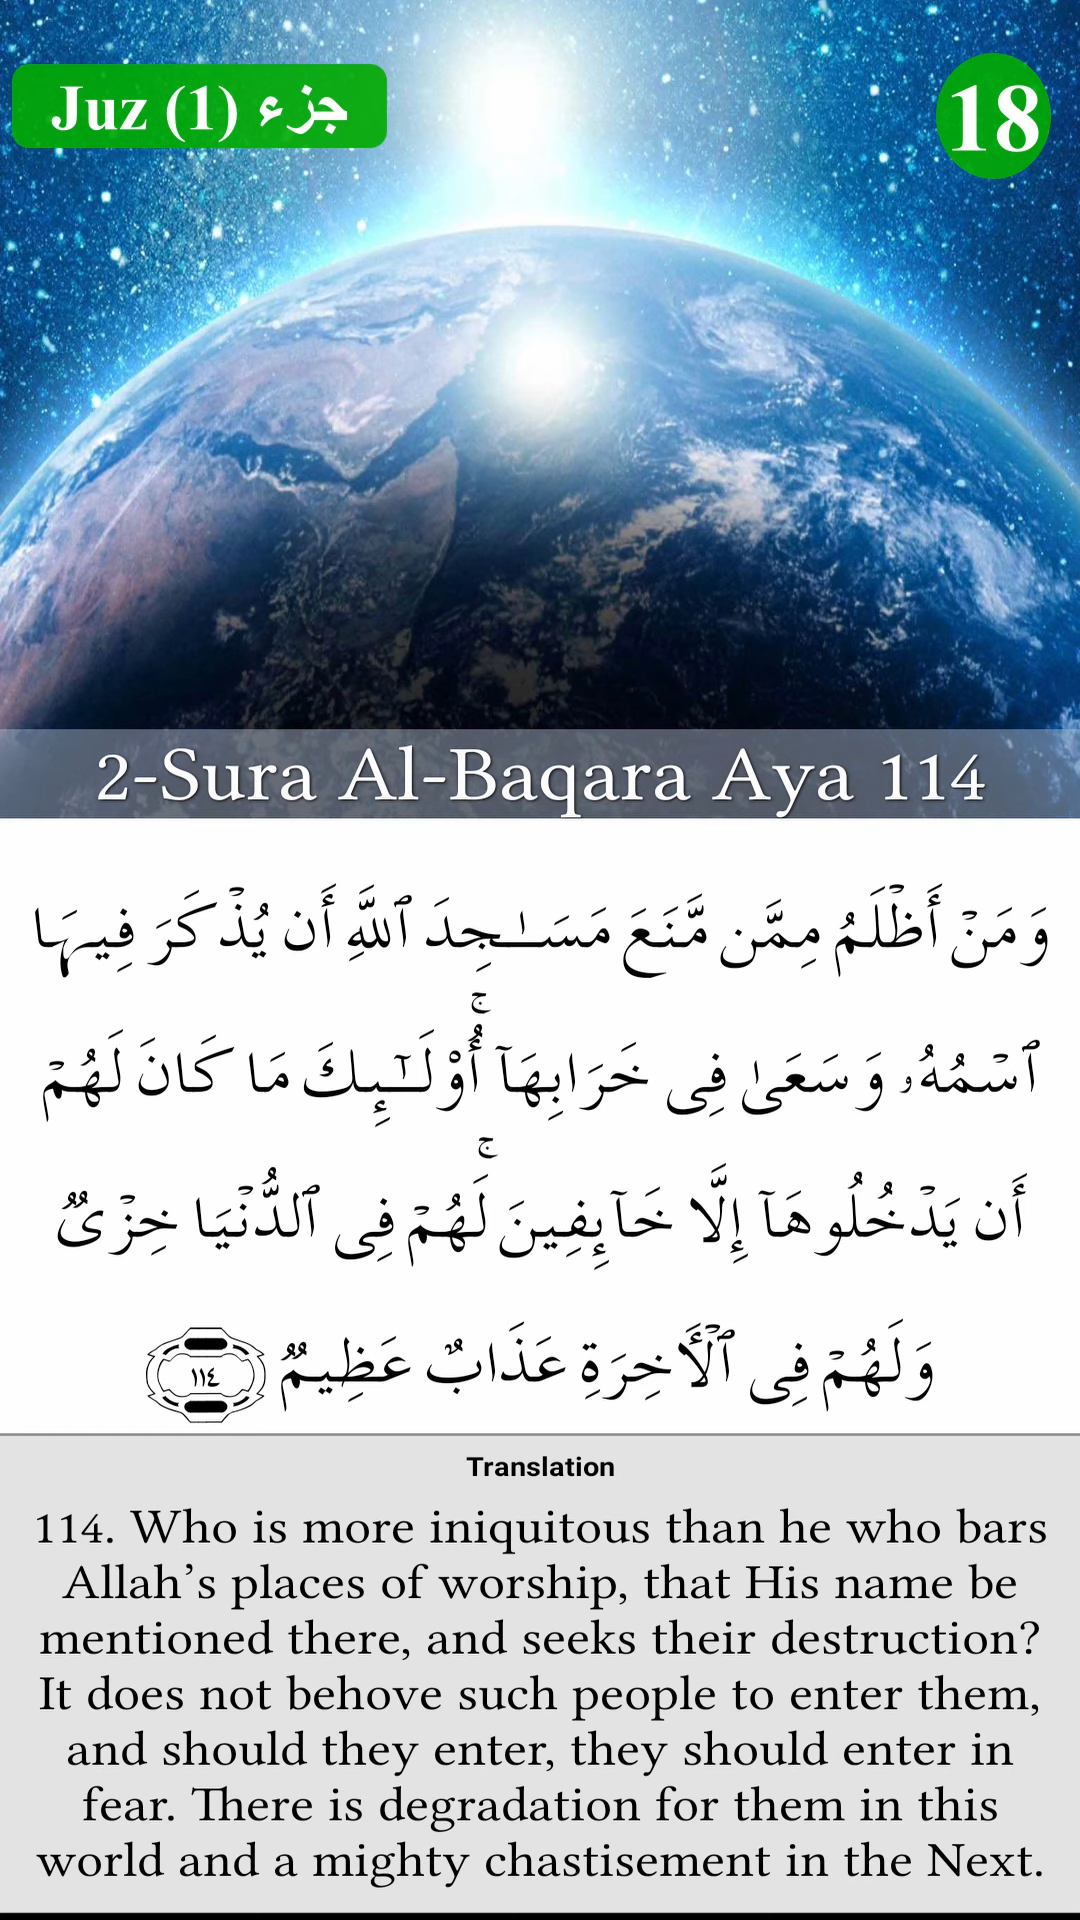 Juz (1) جزء
18
2-Sura Al-Baqara Aya 114
وَمَنۡ أَظۡلَمُ مِمَّن مَّنَعَ مَسَـٰجِدَ ٱللَّهِ أَن يُذۡكَرَ فِيهَا
ٱسۡمُهُۥ وَسَعَىٰ فِى خَرَابِهَآ ۚ أُوْلَـٰٓئِكَ مَا كَانَ لَهُمۡ
أَن يَدۡخُلُوهَآ إِلَّا خَآئِفِينَ ۚ لَهُمۡ فِى ٱلدُّنۡيَا خِزۡىٌ
وَلَهُمۡ فِى ٱلۡأَخِرَةِ عَذَابٌ عَظِيمٌ ١١٤
Translation
114. Who is more iniquitous than he who bars
Allah’s places of worship, that His name be
mentioned there, and seeks their destruction?
It does not behove such people to enter them,
and should they enter, they should enter in
fear. There is degradation for them in this
world and a mighty chastisement in the Next.